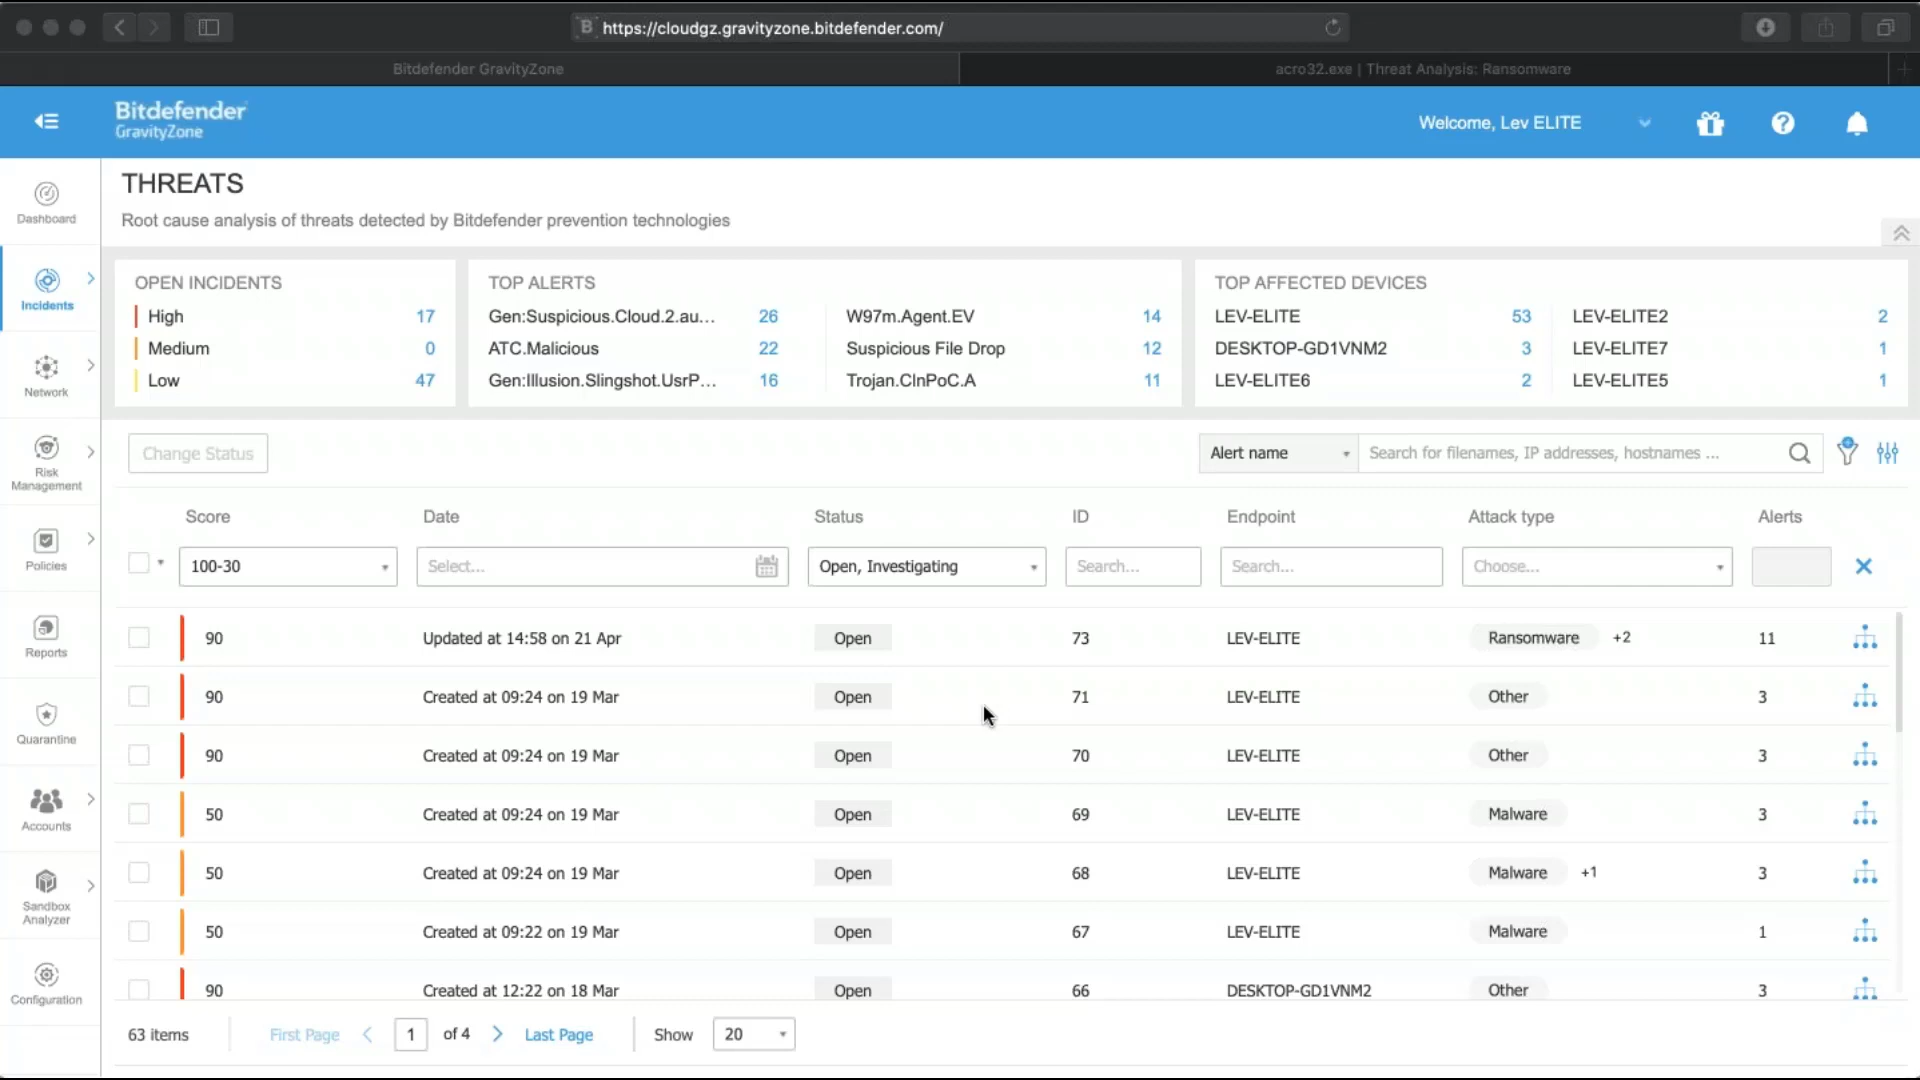 https://cloudgz.gravityzone.bitdefender.com/
Bitdefender GravityZone
acro32.exe | Threat Analysis: Ransomware
Bitdefender
GravityZone
Welcome, Lev ELITE
Dashboard
Incidents
Network
Risk
Management
Policies
Reports
Quarantine
Accounts
Sandbox
Analyzer
Configuration
THREATS
Root cause analysis of threats detected by Bitdefender prevention technologies
OPEN INCIDENTS
High 17
Medium 0
Low 47
TOP ALERTS
Gen:Suspicious.Cloud.2.au... 26 W97m.Agent.EV 14
ATC.Malicious 22 Suspicious File Drop 12
Gen:Illusion.Slingshot.UsrP... 16 Trojan.ClnPoC.A 11
TOP AFFECTED DEVICES
LEV-ELITE 53 LEV-ELITE2 2
DESKTOP-GD1VNM2 3 LEV-ELITE7 1
LEV-ELITE6 2 LEV-ELITE5 1
Change Status
Alert name Search for filenames, IP addresses, hostnames ...
Score Date Status ID Endpoint Attack type Alerts
100-30 Select... Open, Investigating Search... Search... Choose...
90 Updated at 14:58 on 21 Apr Open 73 LEV-ELITE Ransomware +2 11
90 Created at 09:24 on 19 Mar Open 71 LEV-ELITE Other 3
90 Created at 09:24 on 19 Mar Open 70 LEV-ELITE Other 3
50 Created at 09:24 on 19 Mar Open 69 LEV-ELITE Malware 3
50 Created at 09:24 on 19 Mar Open 68 LEV-ELITE Malware +1 3
50 Created at 09:22 on 19 Mar Open 67 LEV-ELITE Malware 1
90 Created at 12:22 on 18 Mar Open 66 DESKTOP-GD1VNM2 Other 3
63 items First Page 1 of 4 Last Page Show 20